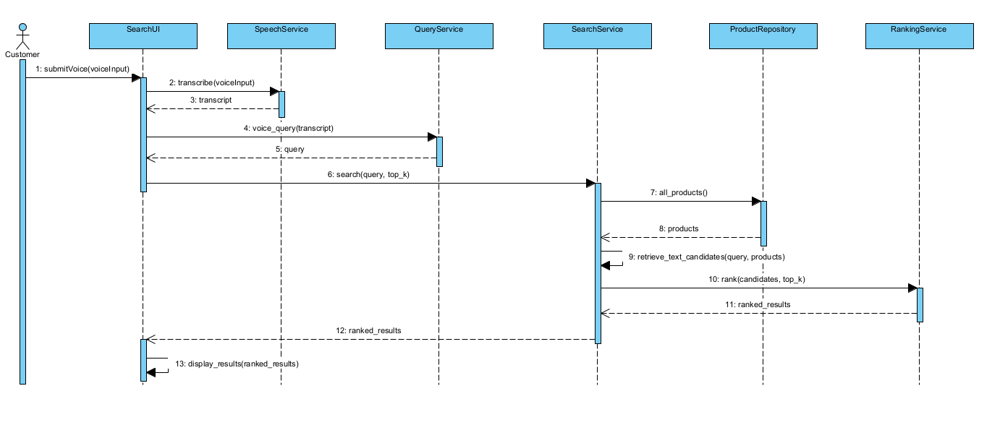 SearchUI
SpeechService
QueryService
SearchService
ProductRepository
RankingService
Customer
1: submitVoice(voiceInput)
2: transcribe(voiceInput)
3: transcript
4: voice_query(transcript)
5: query
6: search(query, top_k)
7: all_products()
8: products
9: retrieve_text_candidates(query, products)
10: rank(candidates, top_k)
11: ranked_results
12: ranked_results
13: display_results(ranked_results)